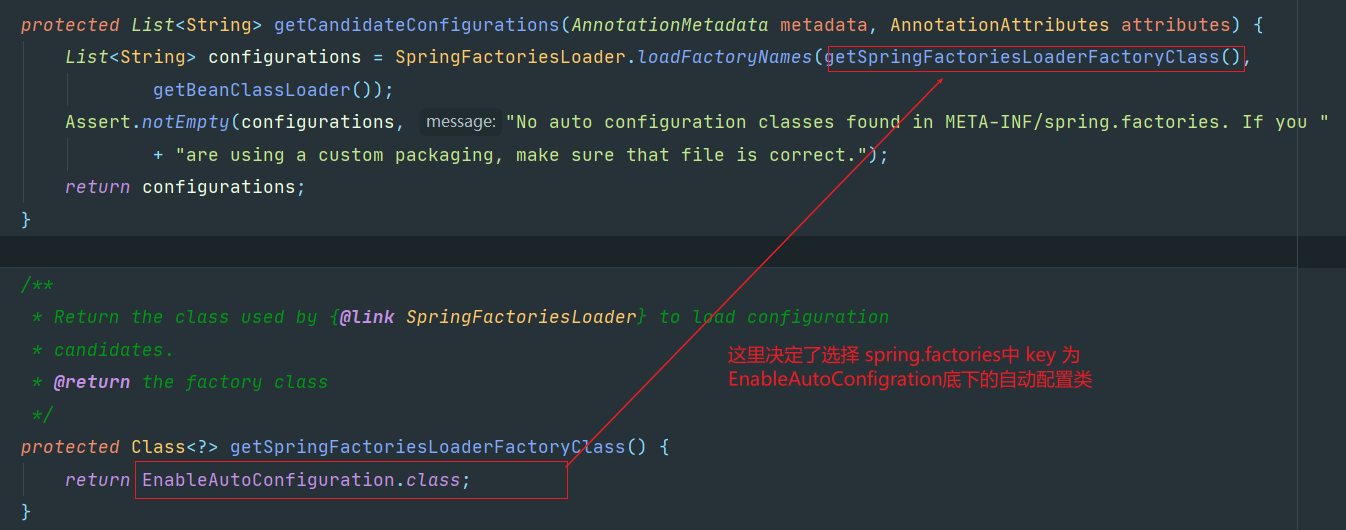 protected List<String> getCandidateConfigurations(AnnotationMetadata metadata, AnnotationAttributes attributes) {
List<String> configurations = SpringFactoriesLoader.loadFactoryNames(getSpringFactoriesLoaderFactoryClass(),
getBeanClassLoader());
Assert.notEmpty(configurations, message: "No auto configuration classes found in META-INF/spring.factories. If you "
+ "are using a custom packaging, make sure that file is correct.");
return configurations;
}
/**
* Return the class used by {@link SpringFactoriesLoader} to load configuration
* candidates.
* @return the factory class
*/
这里决定了选择 spring.factories中 key 为
EnableAutoConfigration底下的自动配置类
protected Class<?> getSpringFactoriesLoaderFactoryClass() {
return EnableAutoConfiguration.class;
}